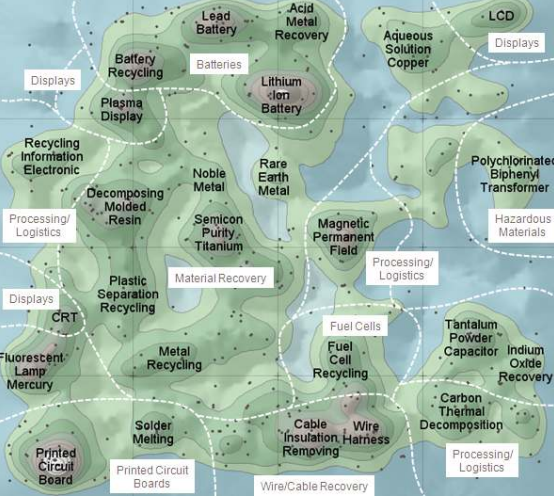 Lead
Battery
Acid
Metal
Recovery
LCD
Aqueous
Solution
Copper
Displays
Battery
Recycling
Batteries
Displays
Lithium
Ion
Battery
Plasma
Display
Recycling
Information
Electronic
Noble
Metal
Rare
Earth
Metal
Polychlorinate
Biphenyl
Transformer
Decomposing
Molded
Resin
Processing/
Logistics
Semicon
Purity
Titanium
Magnetic
Permanent
Field
Hazardous
Materials
Processing/
Logistics
Material Recovery
Plastic
Separation
Recycling
Displays
CRT
Fuel Cells
Tantalum
Powder
Capacitor
Fluorescent
Lamp
Mercury
Metal
Recycling
Fuel
Cell
Recycling
Indium
Oxide
Recovery
Carbon
Thermal
Decomposition
Solder
Melting
Cable
Insulation
Removing
Wire
Harness
Printed
Circuit
Board
Printed Circuit
Boards
Processing/
Logistics
Wire/Cable Recovery